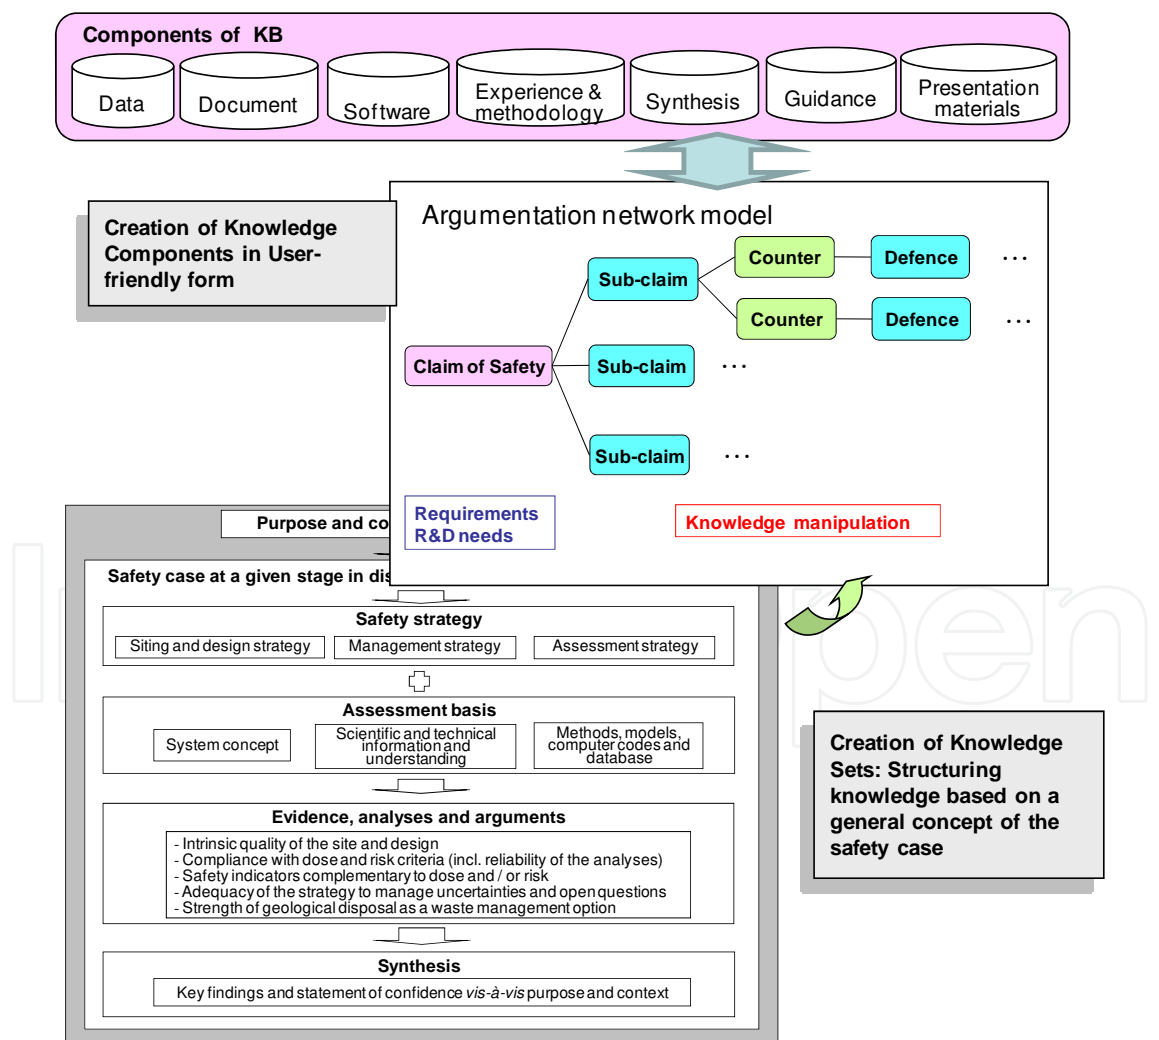 Components of KB
Data
Document
Software
Experience &
methodology
Synthesis
Guidance
Presentation
materials
Creation of Knowledge
Components in User-
friendly form
Argumentation network model
Claim of Safety
Sub-claim
Counter
Defence
...
Counter
Defence
...
Sub-claim
...
Sub-claim
...
Requirements
R&D needs
Knowledge manipulation
Purpose and
Safety case at a given stage in
Safety strategy
Siting and design strategy
Management strategy
Assessment strategy
Assessment basis
System concept
Scientific and technical
information and
understanding
Methods, models,
computer codes and
database
Evidence, analyses and arguments
- Intrinsic quality of the site and design
- Compliance with dose and risk criteria (incl. reliability of the analyses)
- Safety indicators complementary to dose and / or risk
- Adequacy of the strategy to manage uncertainties and open questions
- Strength of geological disposal as a waste management option
Synthesis
Key findings and statement of confidence vis-à-vis purpose and context
Creation of Knowledge
Sets: Structuring
knowledge based on a
general concept of the
safety case